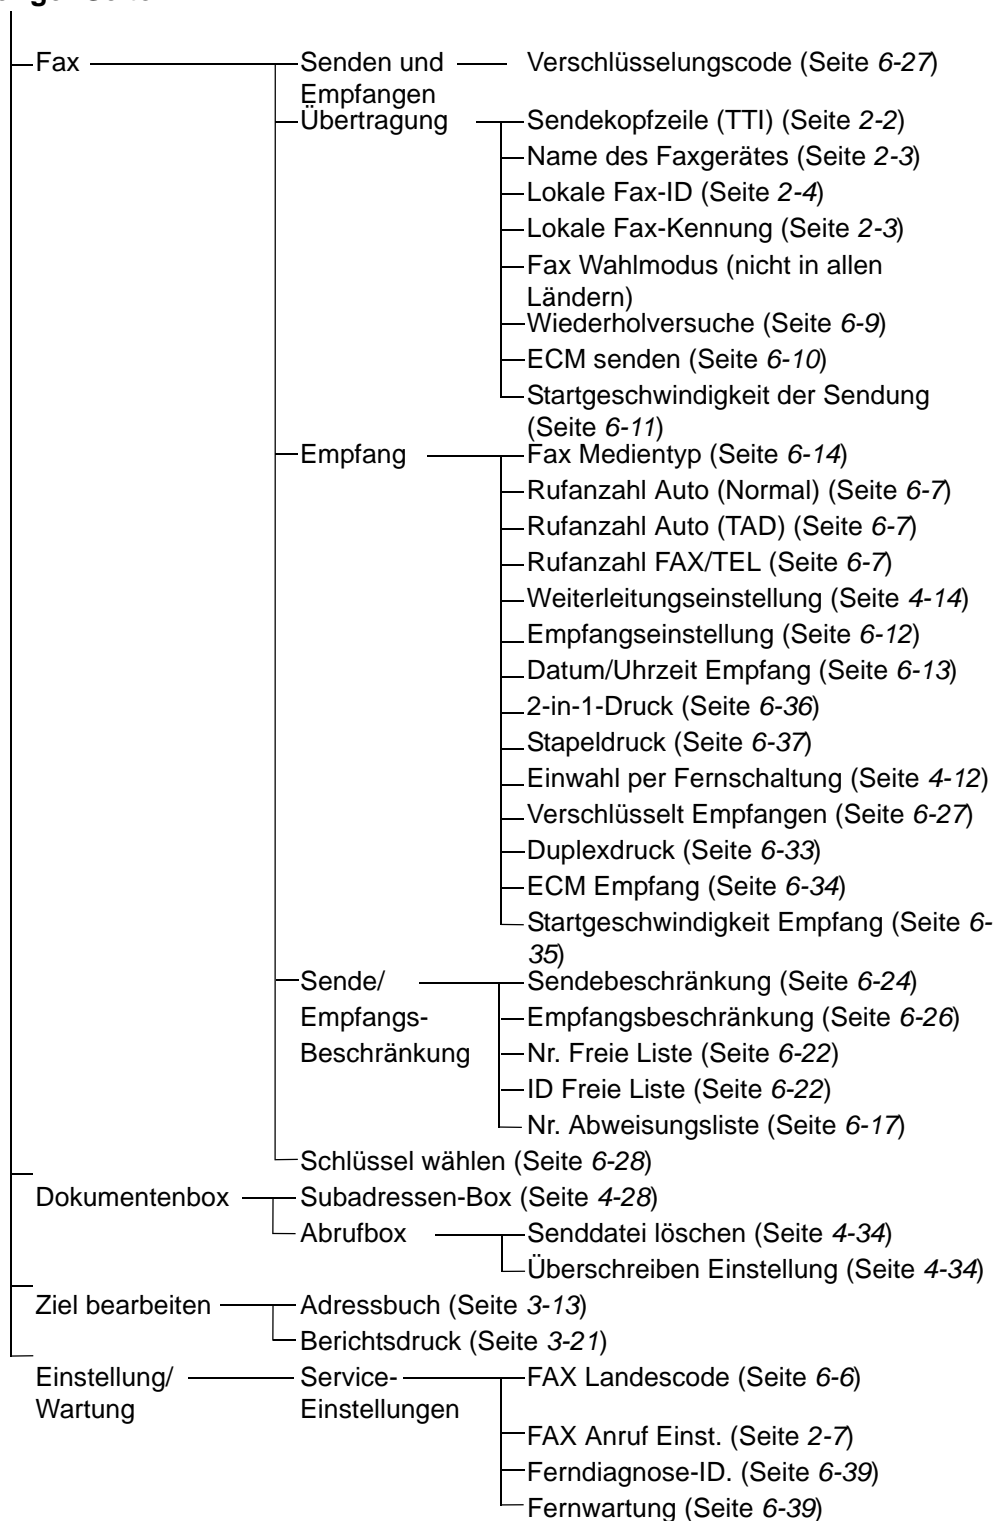 Fax
Senden und
Empfangen
Verschlüsselungscode (Seite 6-27)
Übertragung
Sendekopfzeile (TTI) (Seite 2-2)
Name des Faxgerätes (Seite 2-3)
Lokale Fax-ID (Seite 2-4)
Lokale Fax-Kennung (Seite 2-3)
Fax Wahlmodus (nicht in allen
Ländern)
Wiederholversuche (Seite 6-9)
ECM senden (Seite 6-10)
Startgeschwindigkeit der Sendung
(Seite 6-11)
Empfang
Fax Medientyp (Seite 6-14)
Rufanzahl Auto (Normal) (Seite 6-7)
Rufanzahl Auto (TAD) (Seite 6-7)
Rufanzahl FAX/TEL (Seite 6-7)
Weiterleitungseinstellung (Seite 4-14)
Empfangseinstellung (Seite 6-12)
Datum/Uhrzeit Empfang (Seite 6-13)
2-in-1-Druck (Seite 6-36)
Stapeldruck (Seite 6-37)
Einwahl per Fernschaltung (Seite 4-12)
Verschlüsselt Empfangen (Seite 6-27)
Duplexdruck (Seite 6-33)
ECM Empfang (Seite 6-34)
Startgeschwindigkeit Empfang (Seite 6-
35)
Sende/
Empfangs-
Beschränkung
Sendebeschränkung (Seite 6-24)
Empfangsbeschränkung (Seite 6-26)
Nr. Freie Liste (Seite 6-22)
ID Freie Liste (Seite 6-22)
Nr. Abweisungsliste (Seite 6-17)
Schlüssel wählen (Seite 6-28)
Dokumentenbox
Subadressen-Box (Seite 4-28)
Abrufbox
Senddatei löschen (Seite 4-34)
Überschreiben Einstellung (Seite 4-34)
Ziel bearbeiten
Adressbuch (Seite 3-13)
Berichtsdruck (Seite 3-21)
Einstellung/
Wartung
Service-
Einstellungen
FAX Landescode (Seite 6-6)
FAX Anruf Einst. (Seite 2-7)
Ferndiagnose-ID. (Seite 6-39)
Fernwartung (Seite 6-39)